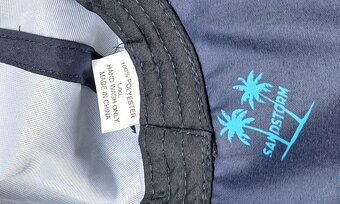 100% POLYESTER
L/XL
HAND WASH ONLY
MADE IN CHINA
SANDSTORM